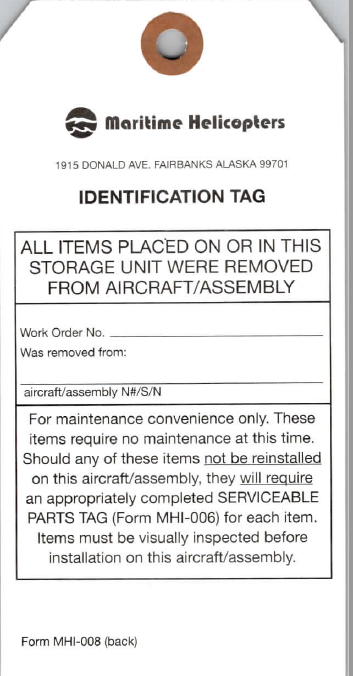 Maritime Helicopters
1915 DONALD AVE. FAIRBANKS ALASKA 99701
IDENTIFICATION TAG
ALL ITEMS PLACED ON OR IN THIS
STORAGE UNIT WERE REMOVED
FROM AIRCRAFT/ASSEMBLY
Work Order No.
Was removed from:
aircraft/assembly N#/S/N
For maintenance convenience only. These
items require no maintenance at this time.
Should any of these items not be reinstalled
on this aircraft/assembly, they will require
an appropriately completed SERVICEABLE
PARTS TAG (Form MHI-006) for each item.
Items must be visually inspected before
installation on this aircraft/assembly.
Form MHI-008 (back)